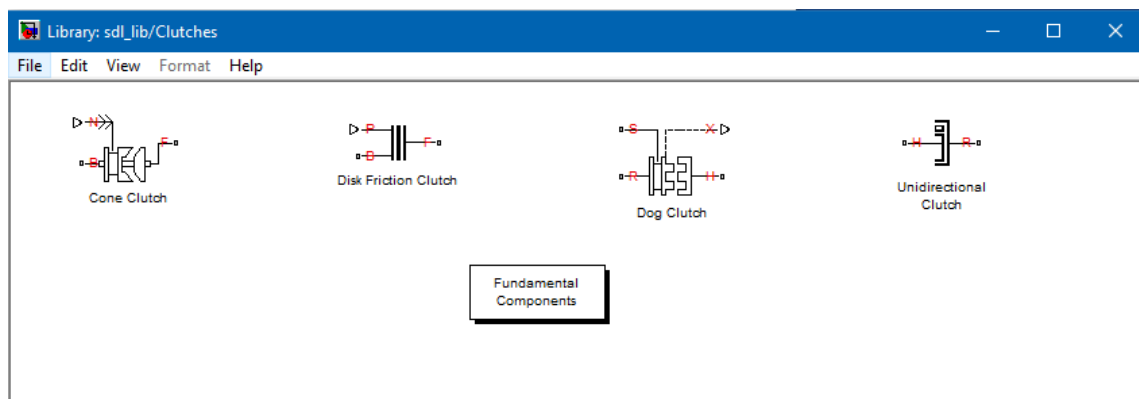 Library: sdl_lib/Clutches
File Edit View Format Help
N
B
F
Cone Clutch
P
B
F
Disk Friction Clutch
S
X
R
H
Dog Clutch
H
R
Unidirectional
Clutch
Fundamental
Components